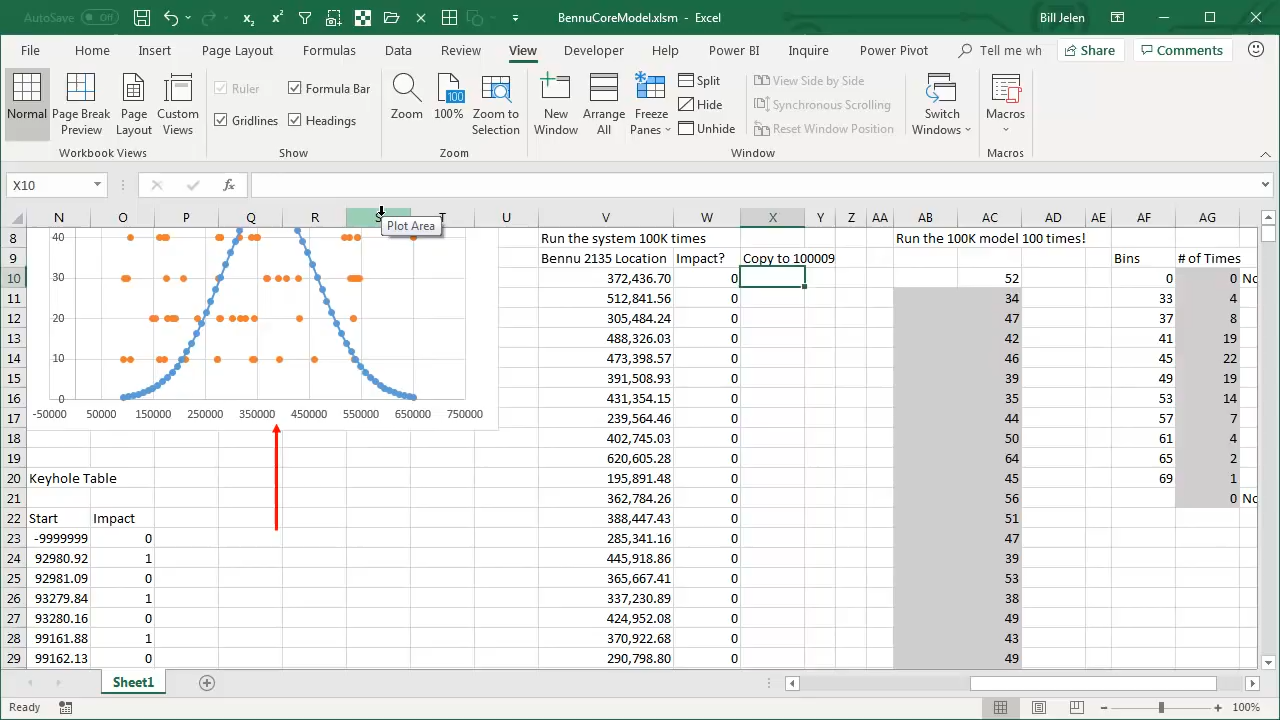 AutoSave Off BennuCoreModel.xlsm - Excel Bill Jelen
File Home Insert Page Layout Formulas Data Review View Developer Help Power BI Inquire Power Pivot Tell me wh Share Comments
Normal Page Break Preview Page Layout Custom Views
Workbook Views
Ruler Formula Bar
Gridlines Headings
Show
Zoom 100% Zoom to Selection
Zoom
New Window Arrange All Freeze Panes
Split
Hide
Unhide
View Side by Side
Synchronous Scrolling
Reset Window Position
Switch Windows
Window
Macros
Macros
X10 fx
N O P Q R S T U V W X Y Z AA AB AC AD AE AF AG
Plot Area
8 40 Run the system 100K times Run the 100K model 100 times!
9 Bennu 2135 Location Impact? Copy to 100009 Bins # of Times
10 30 372,436.70 0 52 0 0 No
11 512,841.56 0 34 33 4
12 20 305,484.24 0 47 37 8
13 488,326.03 0 42 41 19
14 10 473,398.57 0 46 45 22
15 391,508.93 0 39 49 19
16 0 431,354.15 0 35 53 14
17 -50000 50000 150000 250000 350000 450000 550000 650000 750000 239,564.46 0 44 57 7
18 402,745.03 0 50 61 4
19 620,605.28 0 64 65 2
20 Keyhole Table 195,891.48 0 45 69 1
21 362,784.26 0 56 0 No
22 Start Impact 388,447.43 0 51
23 -9999999 0 285,341.16 0 47
24 92980.92 1 445,918.86 0 39
25 92981.09 0 365,667.41 0 53
26 93279.84 1 337,230.89 0 38
27 93280.16 0 424,952.08 0 49
28 99161.88 1 370,922.68 0 43
29 99162.13 0 290,798.80 0 49
Sheet1
Ready 100%